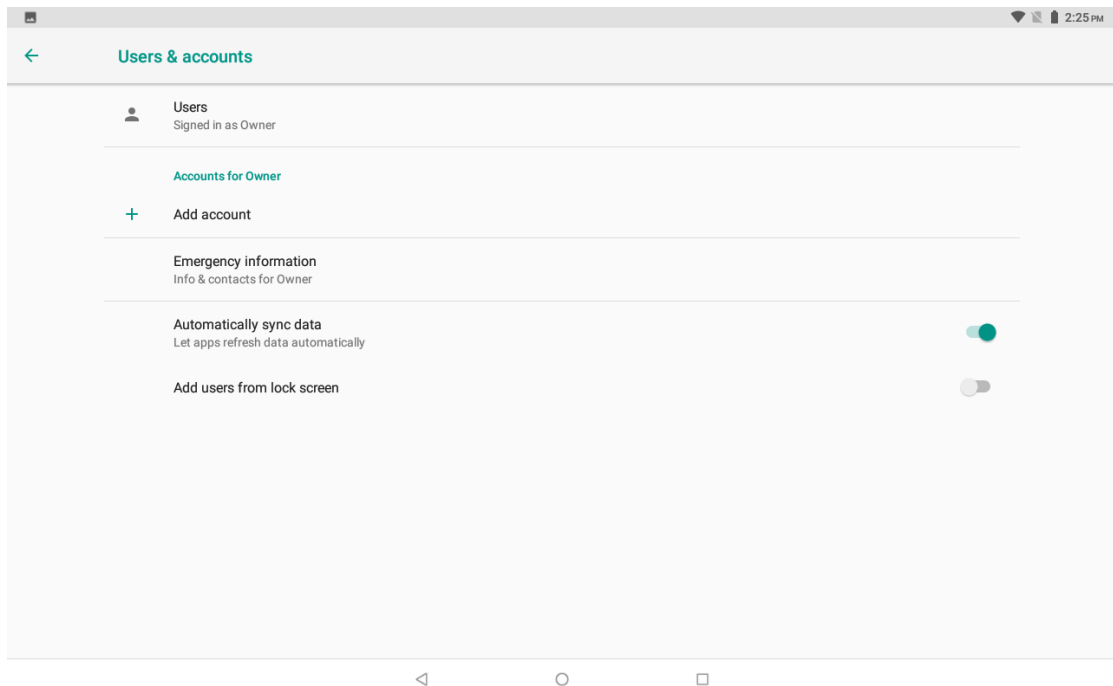 2:25 PM
Users & accounts
Users
Signed in as Owner
Accounts for Owner
Add account
Emergency information
Info & contacts for Owner
Automatically sync data
Let apps refresh data automatically
Add users from lock screen